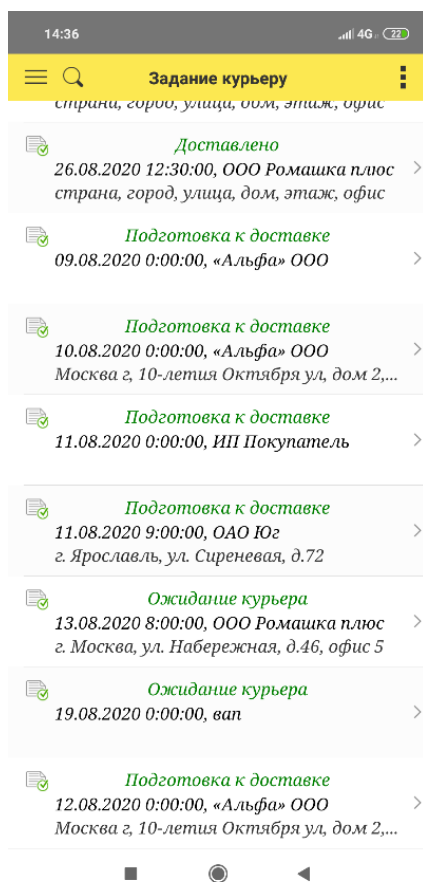 14:36
4G 22
Задание курьеру
страна, город, улица, дом, этаж, офис
Доставлено
26.08.2020 12:30:00, ООО Ромашка плюс
страна, город, улица, дом, этаж, офис
Подготовка к доставке
09.08.2020 0:00:00, «Альфа» ООО
Подготовка к доставке
10.08.2020 0:00:00, «Альфа» ООО
Москва г, 10-летия Октября ул, дом 2,...
Подготовка к доставке
11.08.2020 0:00:00, ИП Покупатель
Подготовка к доставке
11.08.2020 9:00:00, ОАО Юг
г. Ярославль, ул. Сиреневая, д.72
Ожидание курьера
13.08.2020 8:00:00, ООО Ромашка плюс
г. Москва, ул. Набережная, д.46, офис 5
Ожидание курьера
19.08.2020 0:00:00, вап
Подготовка к доставке
12.08.2020 0:00:00, «Альфа» ООО
Москва г, 10-летия Октября ул, дом 2,...